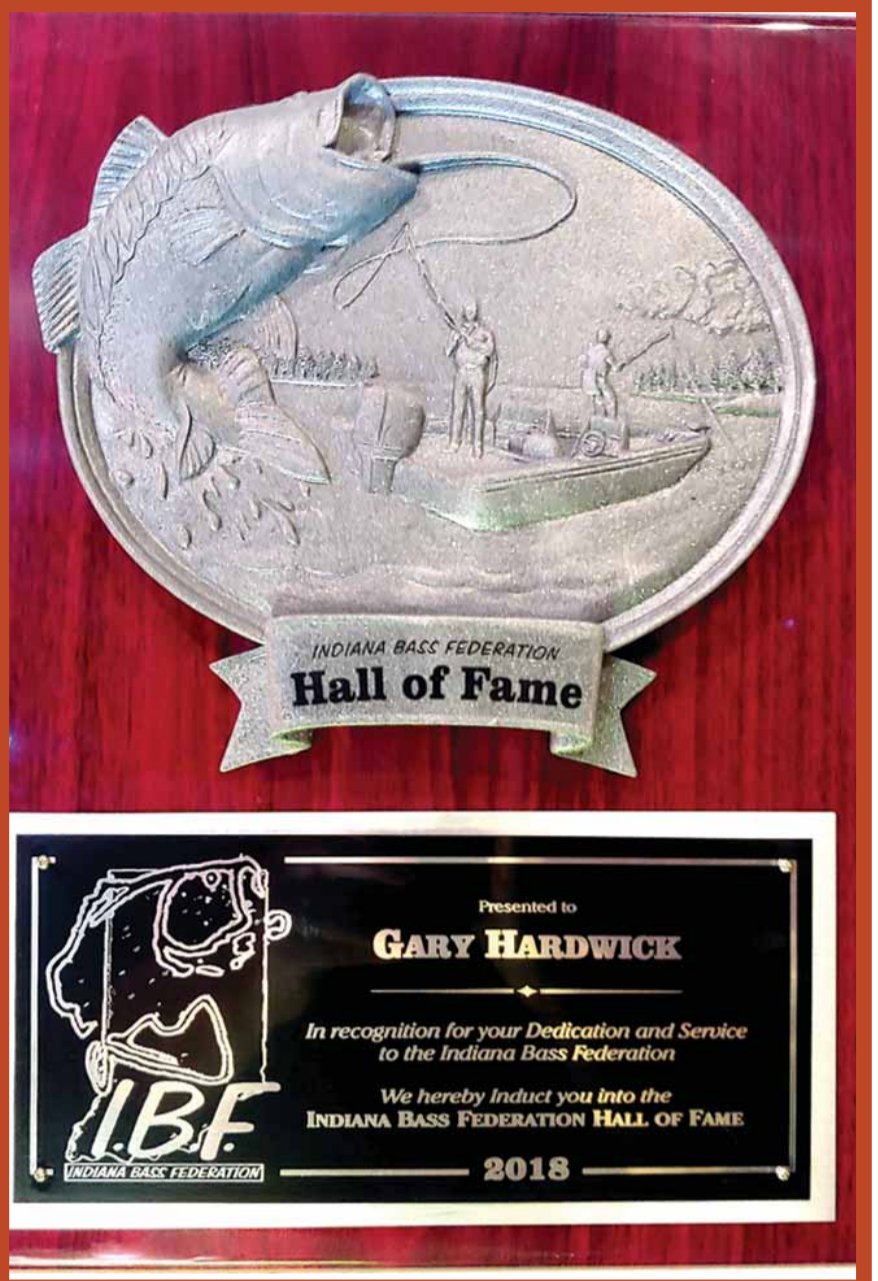 INDIANA BASS FEDERATION
Hall of Fame
Presented to
GARY HARDWICK
In recognition for your Dedication and Service
to the Indiana Bass Federation
We hereby induct you into the
INDIANA BASS FEDERATION HALL OF FAME
2018
I.B.F.
INDIANA BASS FEDERATION